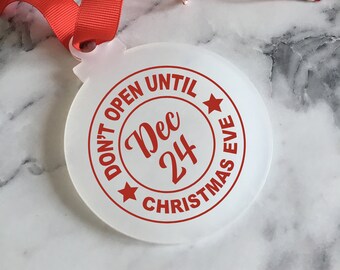 DON'T OPEN UNTIL
Dec
24
CHRISTMAS EVE